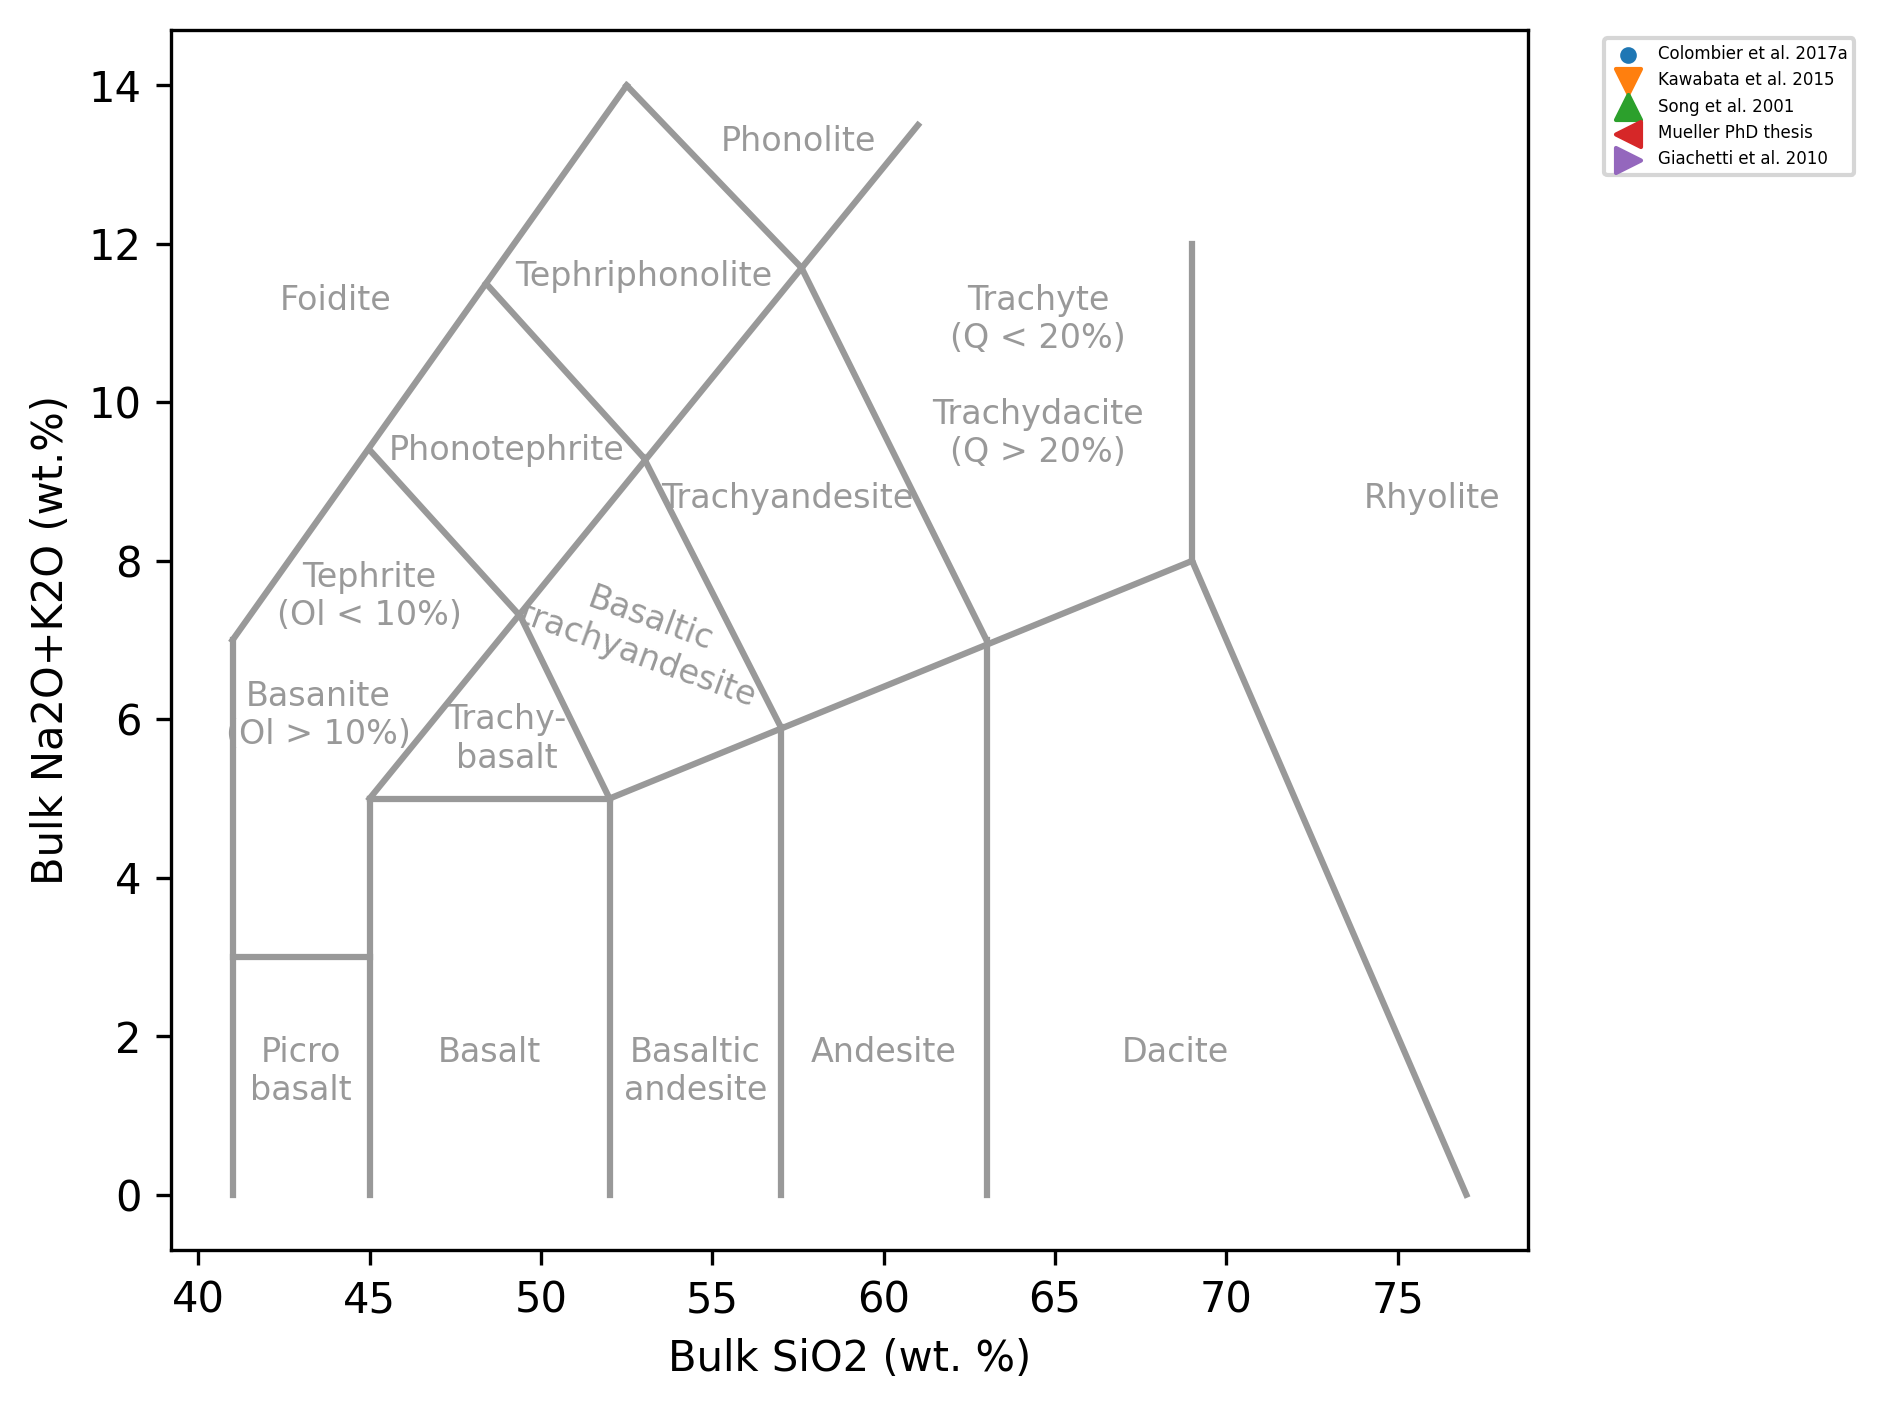 Colombier et al. 2017a
Kawabata et al. 2015
Song et al. 2001
Mueller PhD thesis
Giachetti et al. 2010
Phonolite
Tephriphonolite
Foidite
Trachyte
(Q < 20%)
Trachydacite
(Q > 20%)
Phonotephrite
Trachyandesite
Rhyolite
Tephrite
(Ol < 10%)
Basaltic
trachyandesite
Basanite
(Ol > 10%)
Trachy-
basalt
Picro
basalt
Basalt
Basaltic
andesite
Andesite
Dacite
14
12
10
8
6
4
2
0
Bulk Na2O+K2O (wt.%)
40 45 50 55 60 65 70 75
Bulk SiO2 (wt. %)